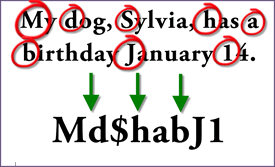 My dog, Sylvia, has a
birthday January 14.
Md$habJ1